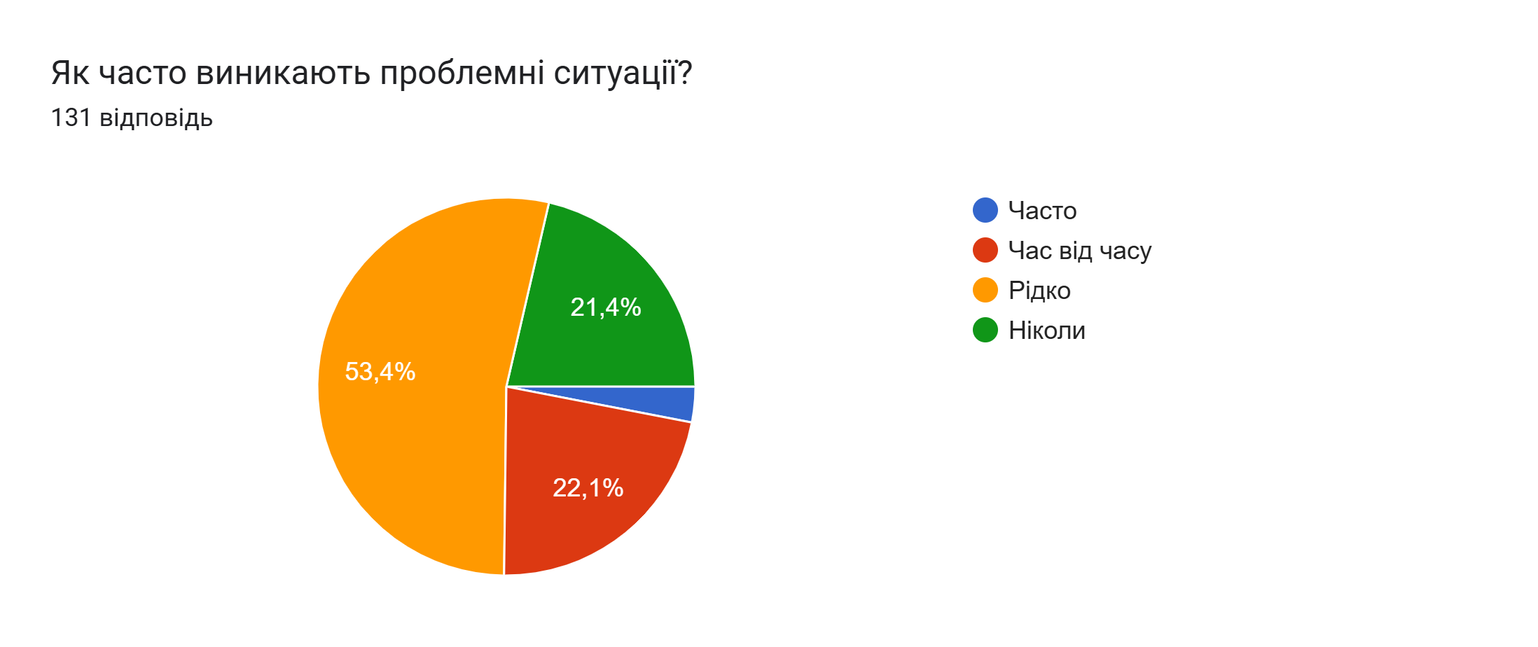 Як часто виникають проблемні ситуації?
131 відповідь
Часто
Час від часу
Рідко
Ніколи
21,4%
53,4%
22,1%